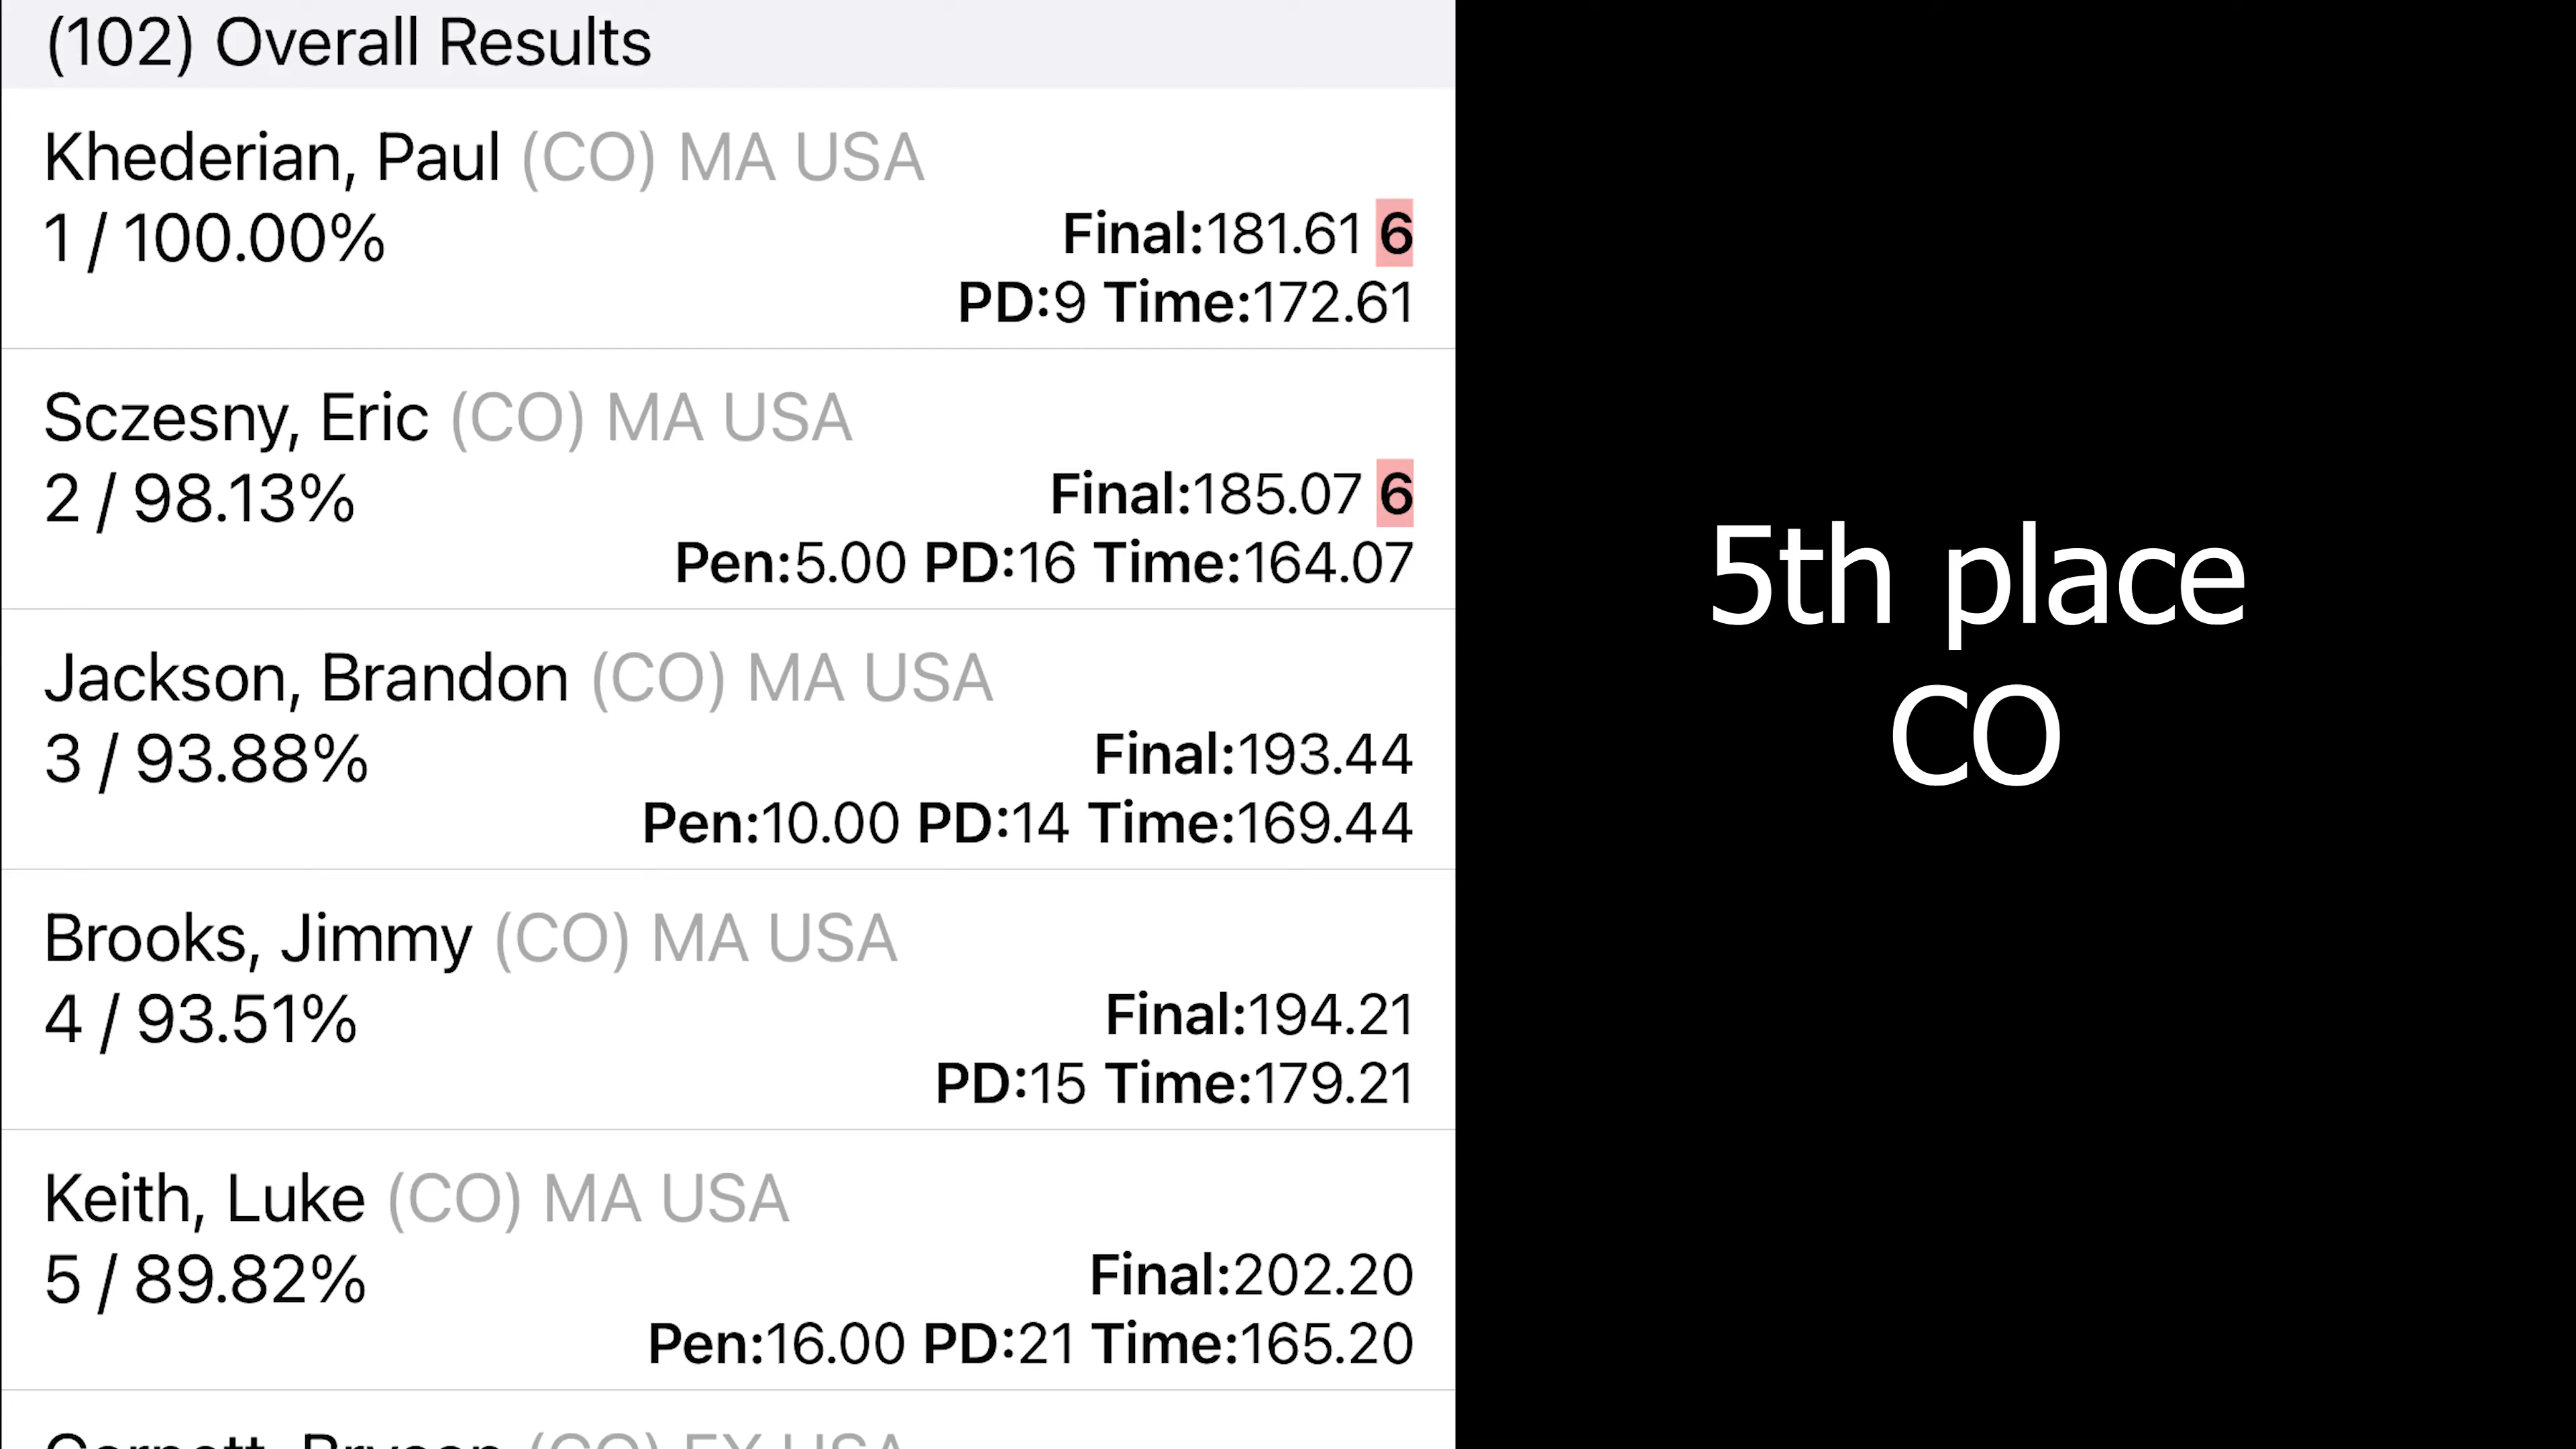 (102) Overall Results
Khederian, Paul (CO) MA USA
1 / 100.00%
Final:181.61 6
PD:9 Time:172.61
Sczesny, Eric (CO) MA USA
2 / 98.13%
Final:185.07 6
Pen:5.00 PD:16 Time:164.07
Jackson, Brandon (CO) MA USA
3 / 93.88%
Final:193.44
Pen:10.00 PD:14 Time:169.44
Brooks, Jimmy (CO) MA USA
4 / 93.51%
Final:194.21
PD:15 Time:179.21
Keith, Luke (CO) MA USA
5 / 89.82%
Final:202.20
Pen:16.00 PD:21 Time:165.20
(CO) EX USA
5th place
CO